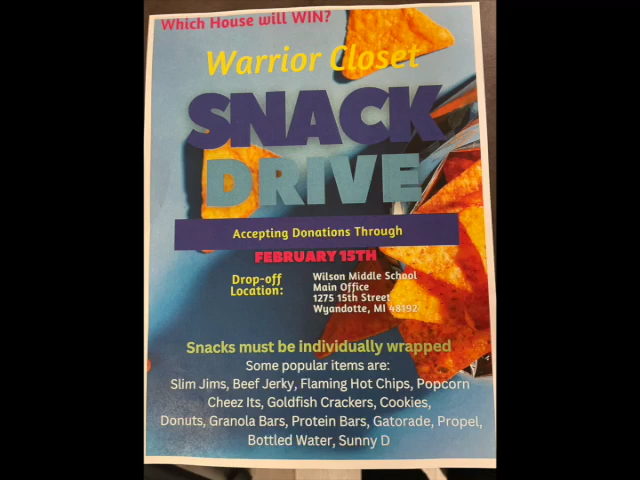 Which House will WIN?
Warrior Closet
SNACK
DRIVE
Accepting Donations Through
FEBRUARY 15TH
Drop-off
Location:
Wilson Middle School
Main Office
1275 15th Street
Wyandotte, MI 48192
Snacks must be individually wrapped
Some popular items are:
Slim Jims, Beef Jerky, Flaming Hot Chips, Popcorn
Cheez Its, Goldfish Crackers, Cookies,
Donuts, Granola Bars, Protein Bars, Gatorade, Propel,
Bottled Water, Sunny D